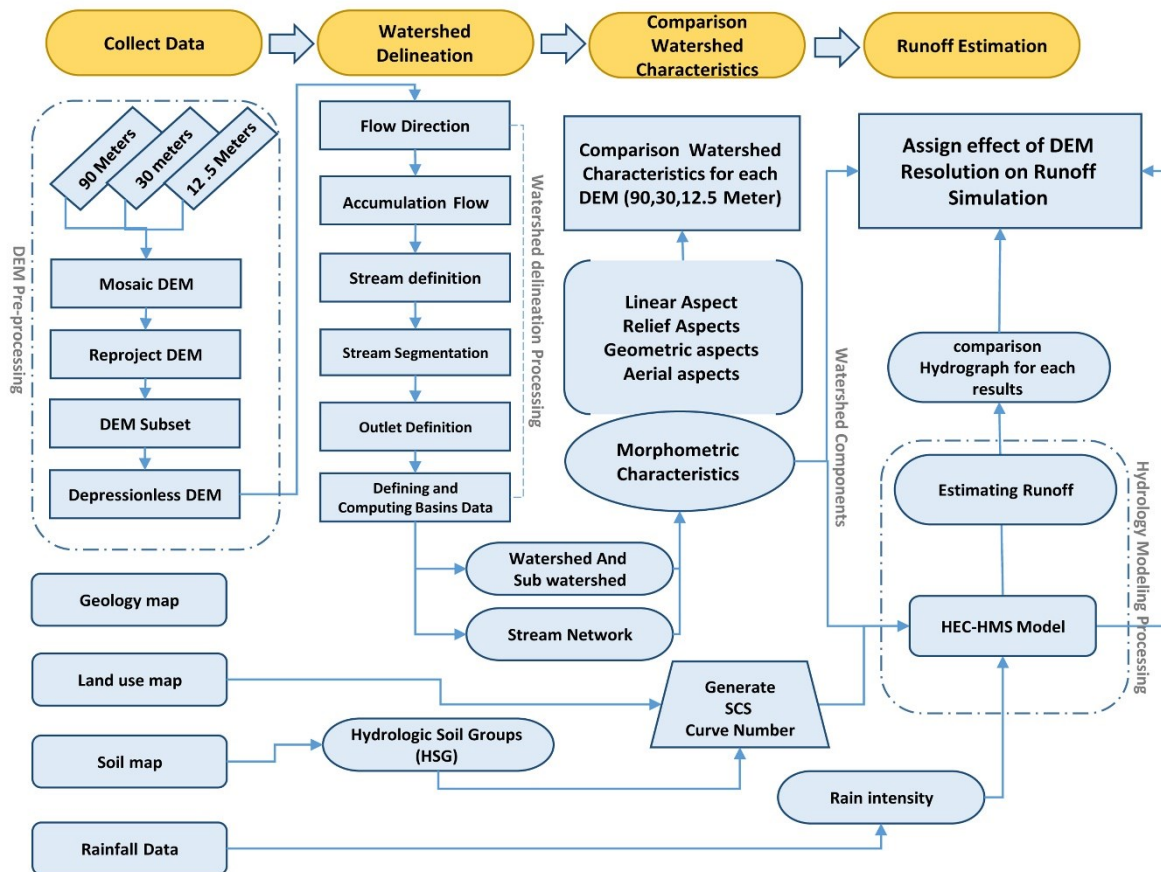 Collect Data
Watershed
Delineation
Comparison
Watershed
Characteristics
Runoff Estimation
90 Meters
30 meters
12 .5 Meters
Mosaic DEM
Reproject DEM
DEM Subset
Depressionless DEM
DEM Pre-processing
Geology map
Land use map
Soil map
Rainfall Data
Flow Direction
Accumulation Flow
Stream definition
Stream Segmentation
Outlet Definition
Defining and
Computing Basins Data
Watershed delineation Processing
Watershed And
Sub watershed
Stream Network
Hydrologic Soil Groups
(HSG)
Comparison Watershed
Characteristics for each
DEM (90,30,12.5 Meter)
Linear Aspect
Relief Aspects
Geometric aspects
Aerial aspects
Morphometric
Characteristics
Generate
SCS
Curve Number
Watershed Components
Assign effect of DEM
Resolution on Runoff
Simulation
comparison
Hydrograph for each
results
Estimating Runoff
HEC-HMS Model
Hydrology Modeling Processing
Rain intensity